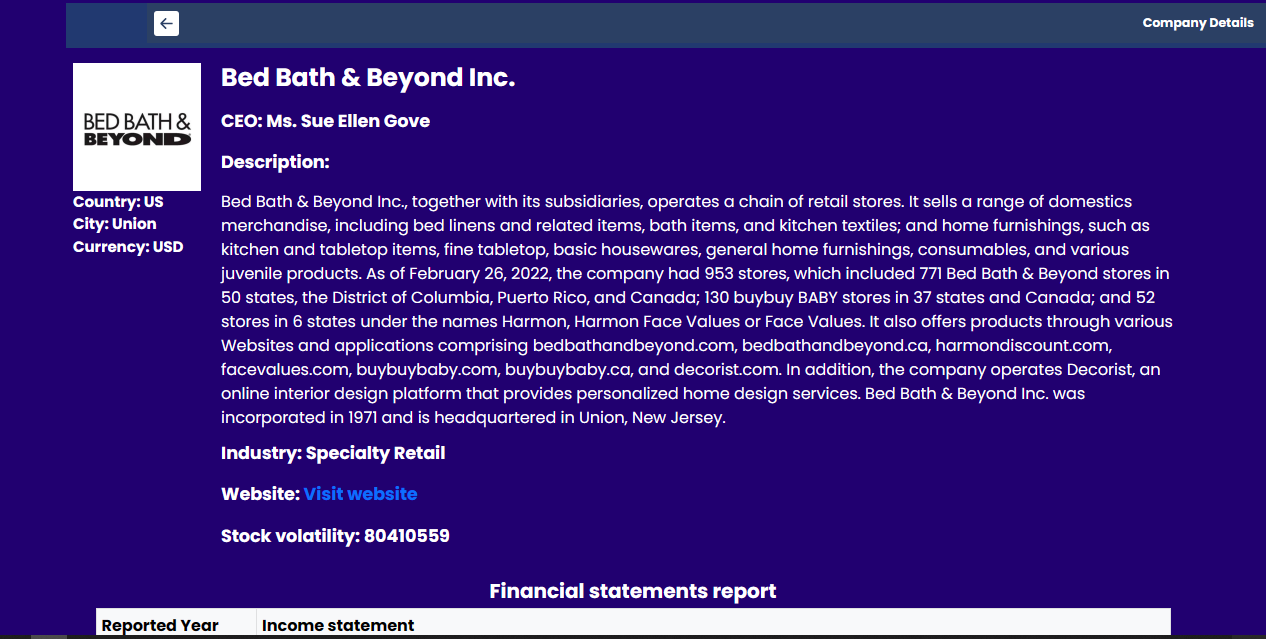 Company Details
BED BATH &
BEYOND
Country: US
City: Union
Currency: USD
Bed Bath & Beyond Inc.
CEO: Ms. Sue Ellen Gove
Description:
Bed Bath & Beyond Inc., together with its subsidiaries, operates a chain of retail stores. It sells a range of domestics
merchandise, including bed linens and related items, bath items, and kitchen textiles; and home furnishings, such as
kitchen and tabletop items, fine tabletop, basic housewares, general home furnishings, consumables, and various
juvenile products. As of February 26, 2022, the company had 953 stores, which included 771 Bed Bath & Beyond stores in
50 states, the District of Columbia, Puerto Rico, and Canada; 130 buybuy BABY stores in 37 states and Canada; and 52
stores in 6 states under the names Harmon, Harmon Face Values or Face Values. It also offers products through various
Websites and applications comprising bedbathandbeyond.com, bedbathandbeyond.ca, harmondiscount.com,
facevalues.com, buybuybaby.com, buybuybaby.ca, and decorist.com. In addition, the company operates Decorist, an
online interior design platform that provides personalized home design services. Bed Bath & Beyond Inc. was
incorporated in 1971 and is headquartered in Union, New Jersey.
Industry: Specialty Retail
Website: Visit website
Stock volatility: 80410559
Financial statements report
Reported Year Income statement